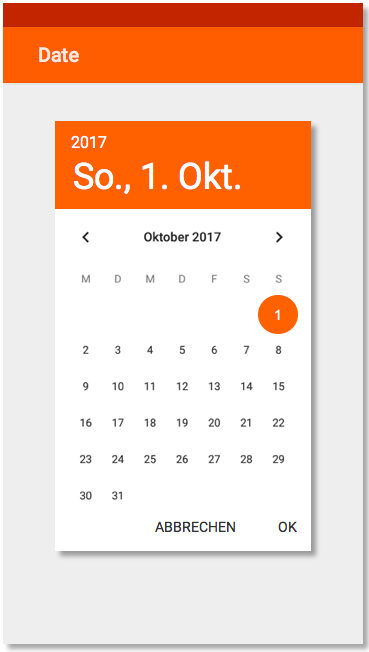 Date
2017
So., 1. Okt.
Oktober 2017
M D M D F S S
1
2 3 4 5 6 7 8
9 10 11 12 13 14 15
16 17 18 19 20 21 22
23 24 25 26 27 28 29
30 31
ABBRECHEN OK